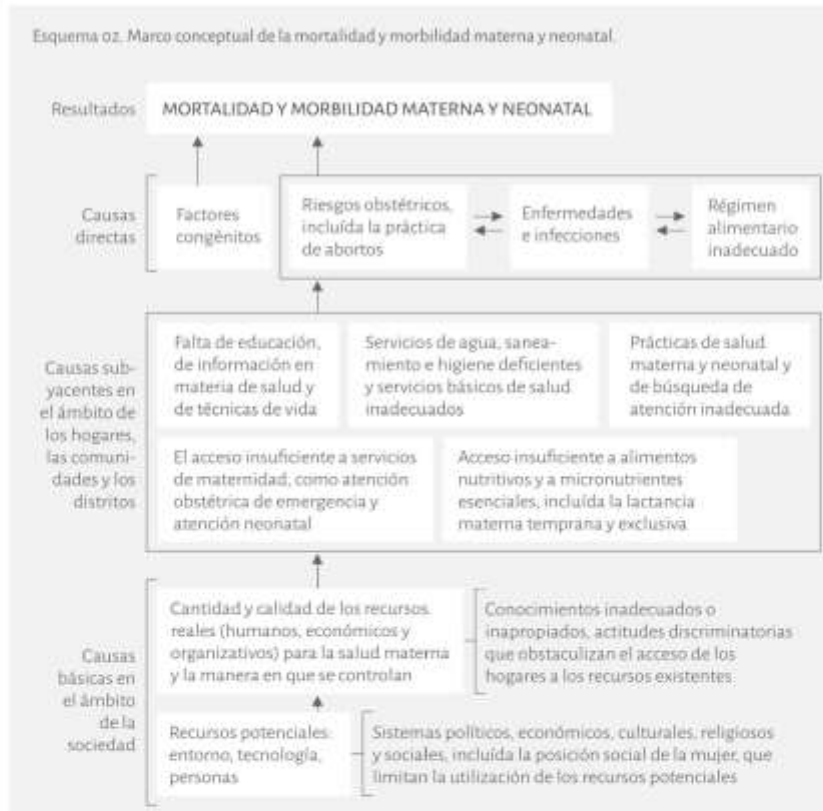 Esquema 02. Marco conceptual de la mortalidad y morbilidad materna y neonatal.
Resultados
MORTALIDAD Y MORBILIDAD MATERNA Y NEONATAL
Causas
directas
Factores
congènitos
Riesgos obstétricos,
incluída la práctica
de abortos
Enfermedades
e infecciones
Régimen
alimentario
inadecuado
Causas sub-
yacentes en
el ámbito de
los hogares,
las comuni-
dades y los
distritos
Falta de educación,
de información en
materia de salud y
de técnicas de vida
Servicios de agua, sanea-
miento e higiene deficientes
y servicios básicos de salud
inadecuados
Prácticas de salud
materna y neonatal y
de búsqueda de
atención inadecuada
El acceso insuficiente a servicios
de maternidad, como atención
obstétrica de emergencia y
atención neonatal
Acceso insuficiente a alimentos
nutritivos y a micronutrientes
esenciales, incluída la lactancia
materna temprana y exclusiva
Causas
básicas en
el ámbito
de la
sociedad
Cantidad y calidad de los recursos
reales (humanos, económicos y
organizativos) para la salud materna
y la manera en que se controlan
Conocimientos inadecuados o
inapropiados, actitudes discriminatorias
que obstaculizan el acceso de los
hogares a los recursos existentes
Recursos potenciales:
entorno, tecnología,
personas
Sistemas políticos, económicos, culturales, religiosos
y sociales, incluída la posición social de la mujer, que
limitan la utilización de los recursos potenciales